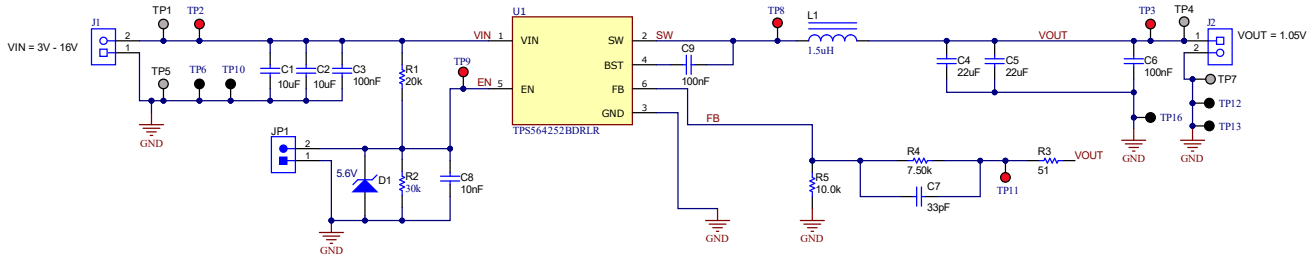 J1
VIN = 3V - 16V
2
1
TP1
TP2
TP5
TP6
TP10
GND
C1
10uF
C2
10uF
C3
100nF
R1
20k
VIN
TP9
EN
JP1
2
1
5.6V
D1
R2
30k
C8
10nF
GND
U1
1
VIN
5
EN
SW
2
BST
4
FB
6
GND
3
TPS564252BDRLR
SW
C9
100nF
TP8
L1
1.5uH
FB
GND
R5
10.0k
GND
R4
7.50k
C7
33pF
TP11
R3
51
VOUT
VOUT
C4
22uF
C5
22uF
C6
100nF
TP3
TP4
J2
1
2
VOUT = 1.05V
TP7
TP12
TP13
TP16
GND
GND